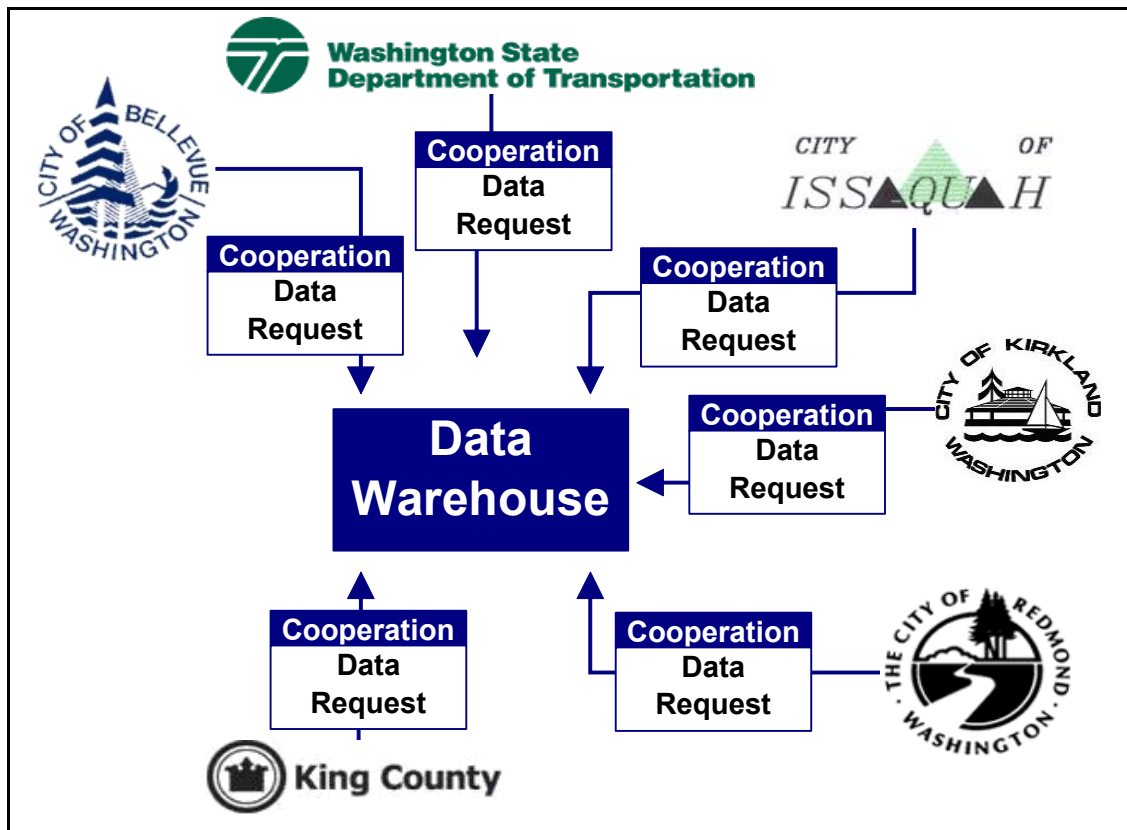 Washington State
Department of Transportation
CITY OF BELLEVUE
WASHINGTON
Cooperation
Data
Request
CITY OF
ISSAQUAH
Cooperation
Data
Request
Cooperation
Data
Request
CITY OF KIRKLAND
WASHINGTON
Cooperation
Data
Request
Data
Warehouse
THE CITY OF REDMOND
WASHINGTON
Cooperation
Data
Request
Cooperation
Data
Request
King County